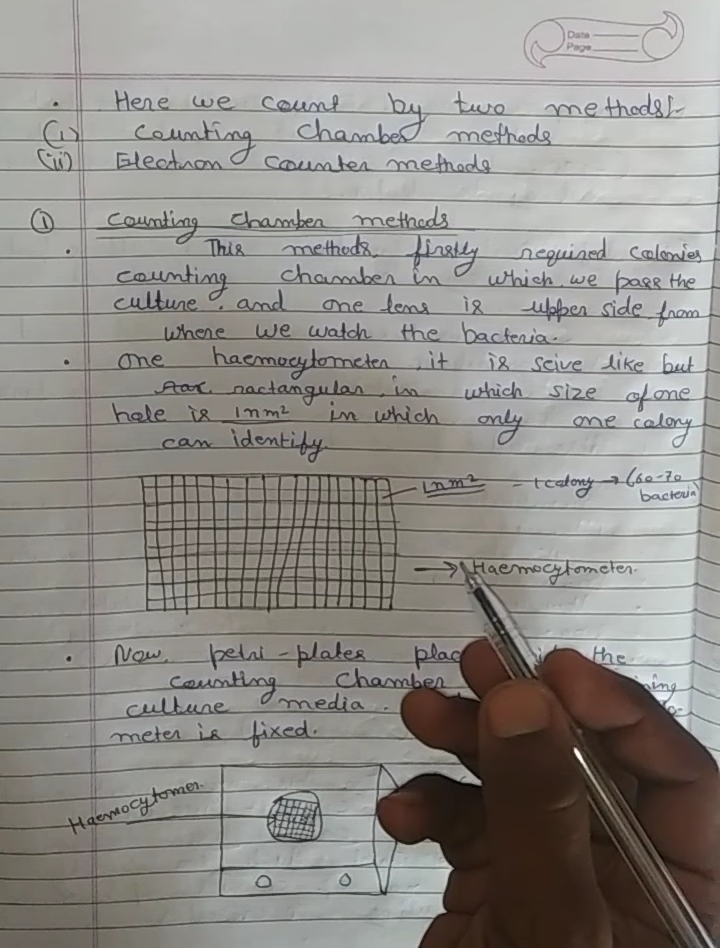 Date
Page
• Here we count by two methods:-
(i) counting chamber methods
(ii) Electron counter methods
① counting chamber methods
• This methods, firstly required colonies
counting chamber in which we pass the
culture. and one lens is upper side from
where we watch the bacteria.
• one haemocytometer, it is seive like but
ractangular, in which size of one
hole is 1nm² in which only one colony
can identify
1nm² - 1 colony → (60-70
bacteria)
→ Haemocytometer.
• Now, petri-plates the
counting chamber
culture media.
meter is fixed.
Haemocytomer.